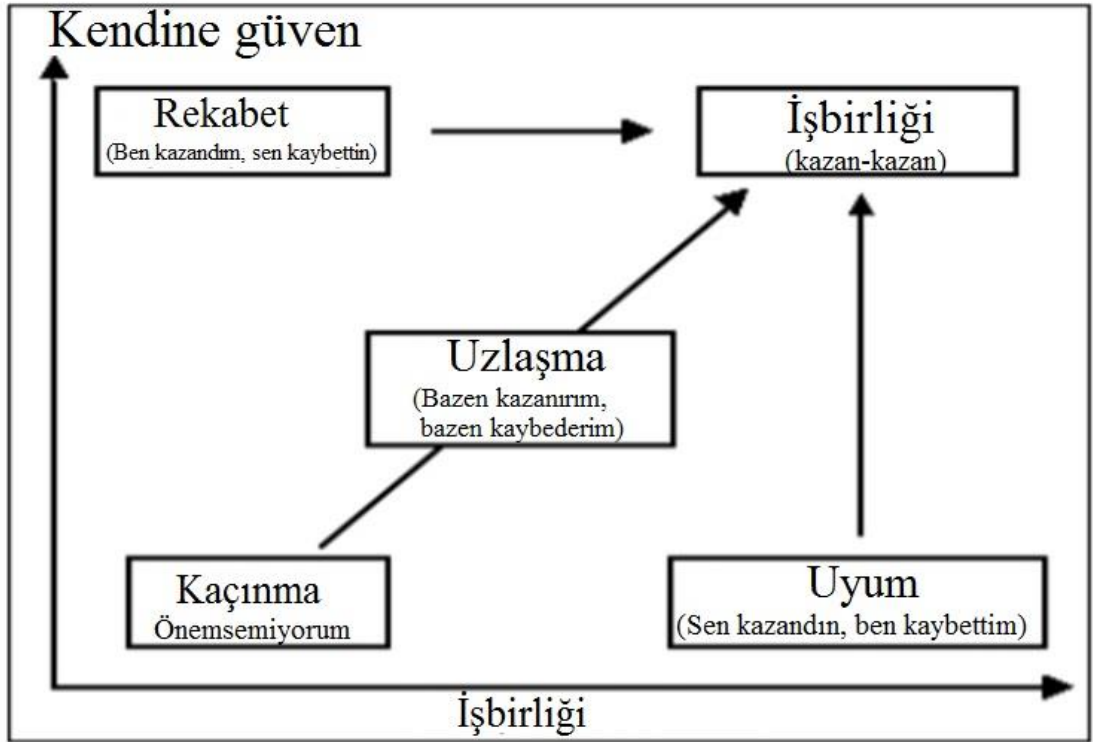 Kendine güven
Rekabet
(Ben kazandım, sen kaybettin)
İşbirliği
(kazan-kazan)
Uzlaşma
(Bazen kazanırım,
bazen kaybederim)
Kaçınma
Önemsemiyorum
Uyum
(Sen kazandın, ben kaybettim)
İşbirliği